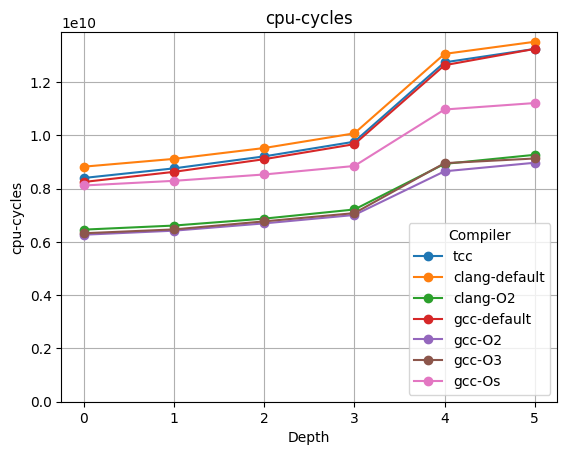 cpu-cycles
1e10
1.2
1.0
0.8
0.6
0.4
0.2
0.0
cpu-cycles
0 1 2 3 4 5
Depth
Compiler
tcc
clang-default
clang-O2
gcc-default
gcc-O2
gcc-O3
gcc-Os